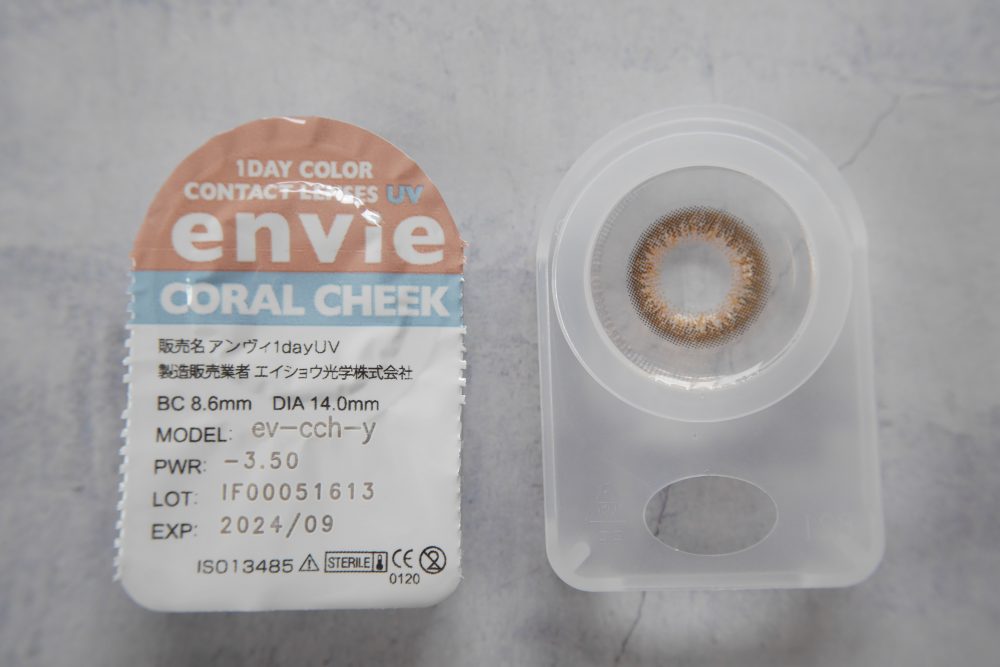 1DAY COLOR
CONTACT LENSES UV
envie
CORAL CHEEK
販売名 アンヴィ1dayUV
製造販売業者 エイショウ光学株式会社
BC 8.6mm DIA 14.0mm
MODEL: ev-cch-y
PWR: -3.50
LOT: IF00051613
EXP: 2024/09
ISO13485 STERILE CE
0120